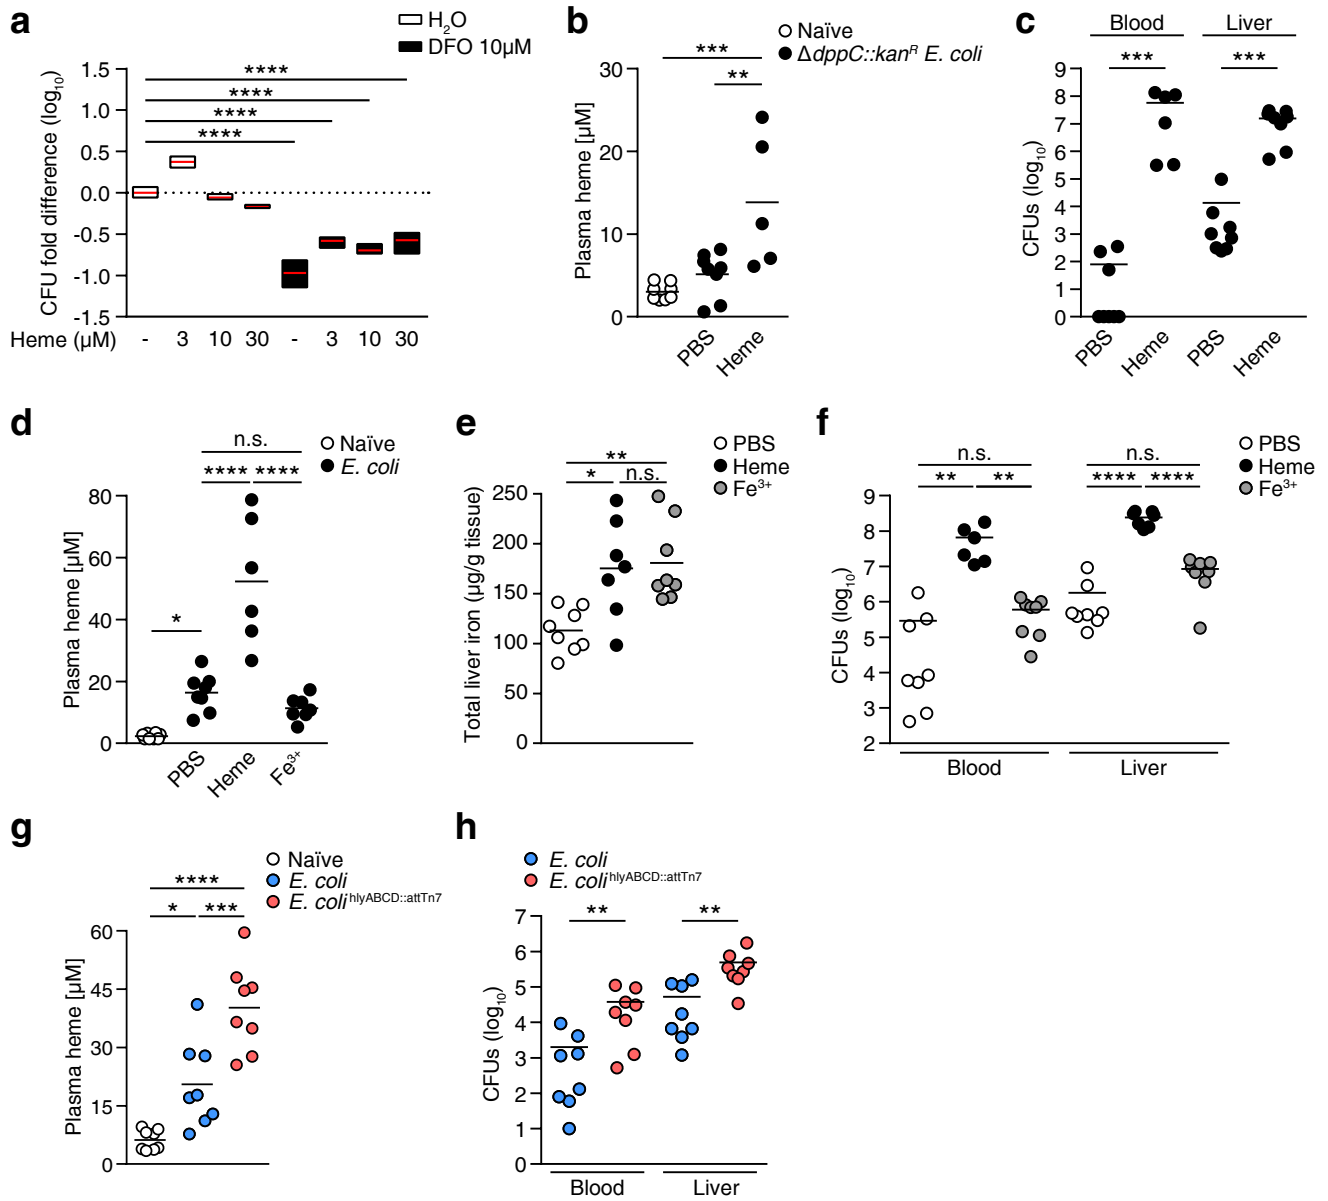 a
H₂O
DFO 10µM
CFU fold difference (log₁₀)
1.5
1.0
0.5
0.0
-0.5
-1.0
-1.5
****
****
****
****
Heme (µM) - 3 10 30 - 3 10 30
b
Naïve
ΔdppC::kanᴿ E. coli
Plasma heme [µM]
30
20
10
0
***
**
PBS Heme
c
Blood Liver
*** ***
CFUs (log₁₀)
9
8
7
6
5
4
3
2
1
0
PBS Heme PBS Heme
d
Naïve
E. coli
n.s.
**** ****
*
Plasma heme [µM]
80
60
40
20
0
PBS Heme Fe³⁺
e
PBS
Heme
Fe³⁺
**
* n.s.
Total liver iron (µg/g tissue)
250
200
150
100
50
0
f
PBS
Heme
Fe³⁺
n.s. n.s.
** ** **** ****
CFUs (log₁₀)
9
8
7
6
5
4
3
2
Blood Liver
g
Naïve
E. coli
E. coli hlyABCD::attTn7
****
* ***
Plasma heme [µM]
60
45
30
15
0
h
E. coli
E. coli hlyABCD::attTn7
** **
CFUs (log₁₀)
7
6
5
4
3
2
1
0
Blood Liver